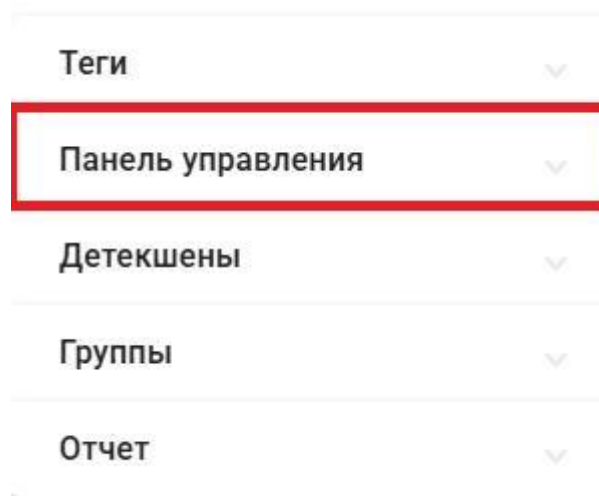 Теги
Панель управления
Детекшены
Группы
Отчет